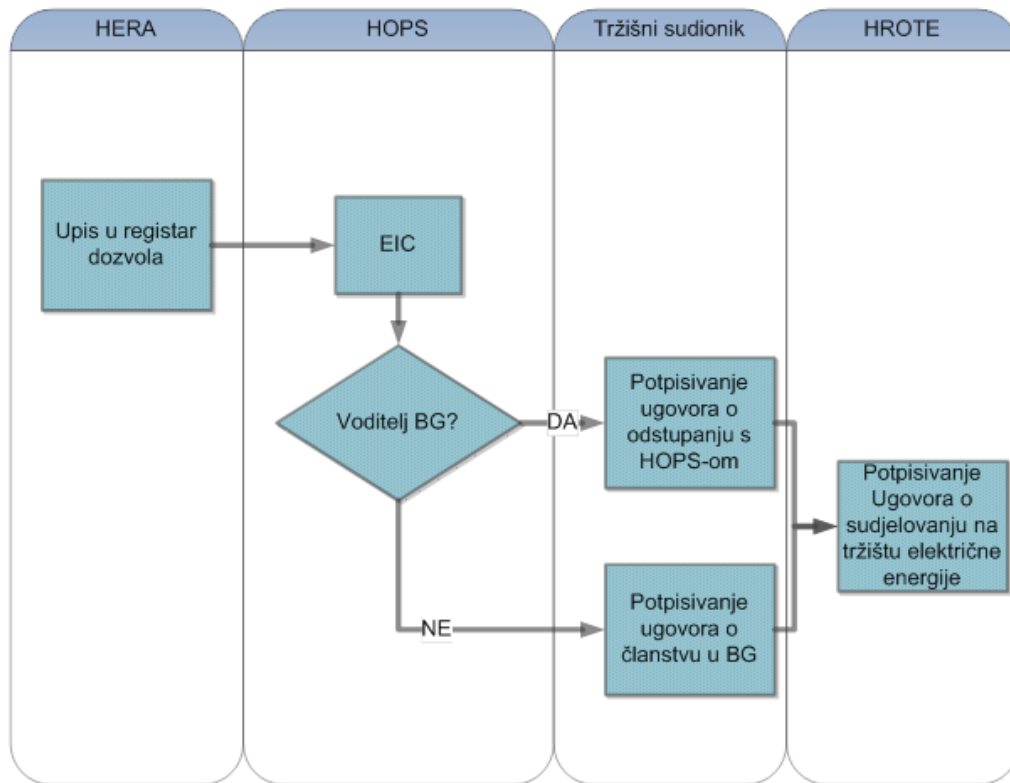 HERA
HOPS
Tržišni sudionik
HROTE
Upis u registar
dozvola
EIC
Voditelj BG?
DA
NE
Potpisivanje
ugovora o
odstupanju s
HOPS-om
Potpisivanje
ugovora o
članstvu u BG
Potpisivanje
Ugovora o
sudjelovanju na
tržištu električne
energije